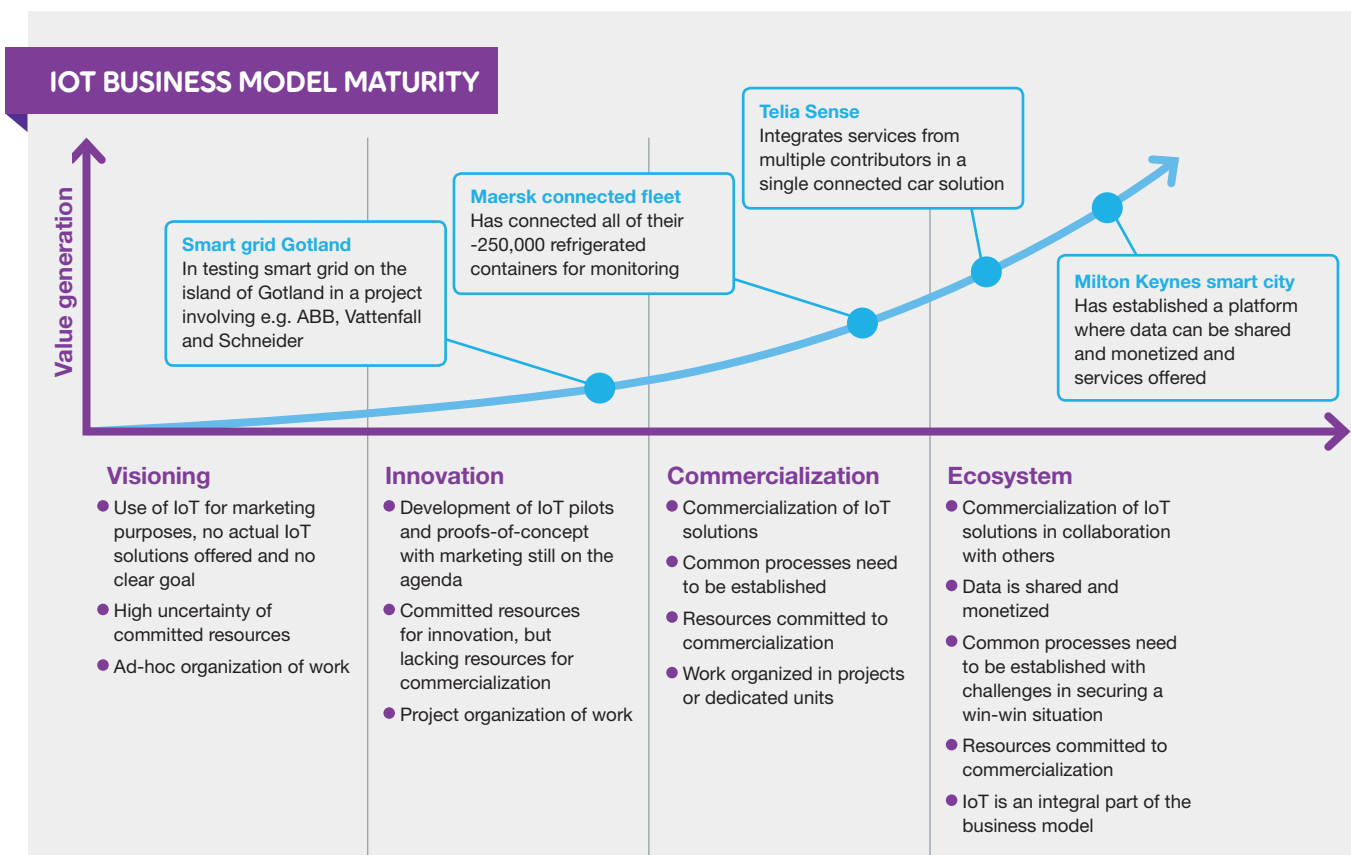 IOT BUSINESS MODEL MATURITY
Value generation
Smart grid Gotland
In testing smart grid on the
island of Gotland in a project
involving e.g. ABB, Vattenfall
and Schneider
Maersk connected fleet
Has connected all of their
-250,000 refrigerated
containers for monitoring
Telia Sense
Integrates services from
multiple contributors in a
single connected car solution
Milton Keynes smart city
Has established a platform
where data can be shared
and monetized and
services offered
Visioning
Use of IoT for marketing
purposes, no actual IoT
solutions offered and no
clear goal
High uncertainty of
committed resources
Ad-hoc organization of work
Innovation
Development of IoT pilots
and proofs-of-concept
with marketing still on the
agenda
Committed resources
for innovation, but
lacking resources for
commercialization
Project organization of work
Commercialization
Commercialization of IoT
solutions
Common processes need
to be established
Resources committed to
commercialization
Work organized in projects
or dedicated units
Ecosystem
Commercialization of IoT
solutions in collaboration
with others
Data is shared and
monetized
Common processes need
to be established with
challenges in securing a
win-win situation
Resources committed to
commercialization
IoT is an integral part of the
business model